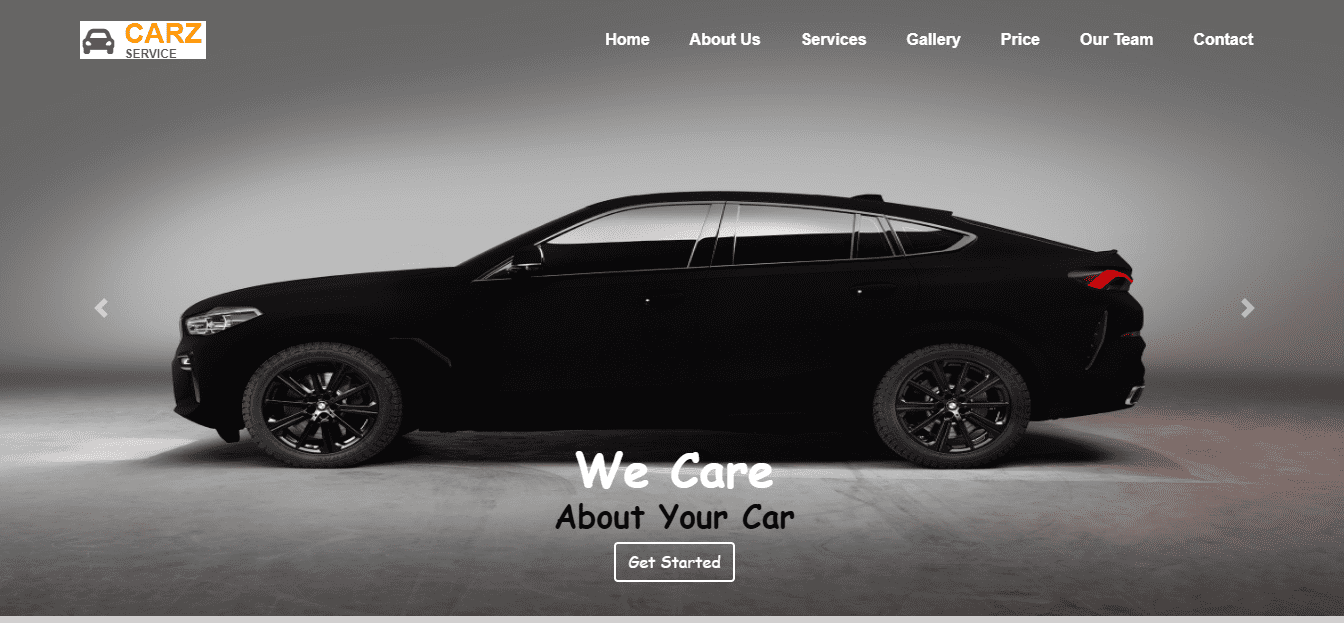 CARZ
SERVICE
Home About Us Services Gallery Price Our Team Contact
We Care
About Your Car
Get Started